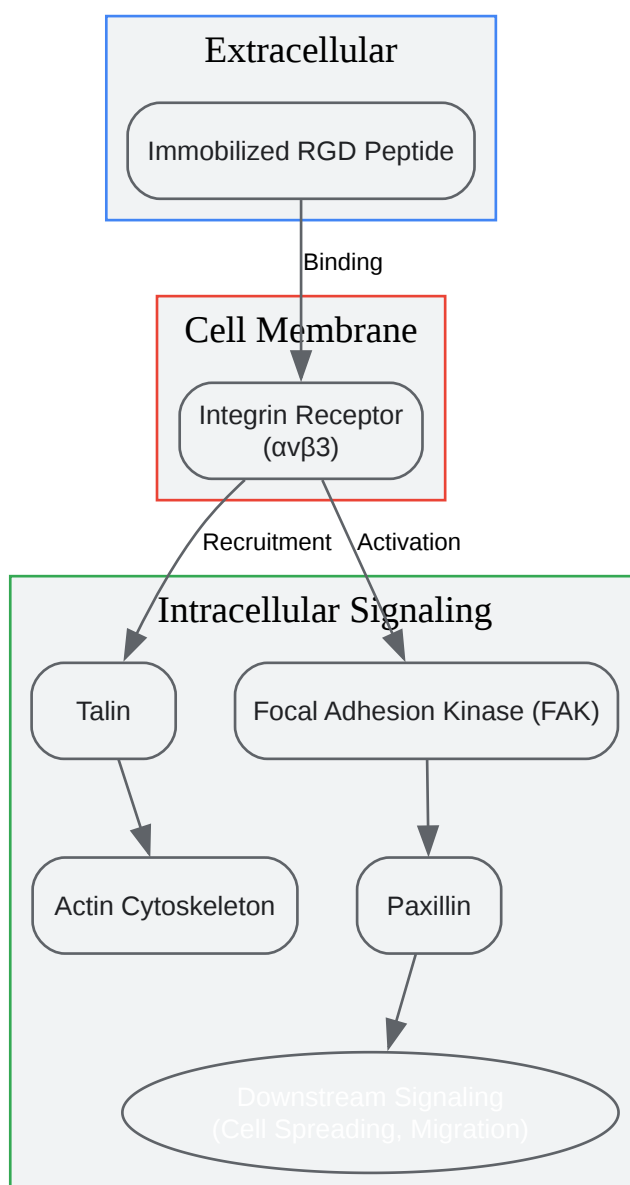 Extracellular
Immobilized RGD Peptide
Binding
Cell Membrane
Integrin Receptor
(αvβ3)
Recruitment
Activation
Intracellular Signaling
Talin
Focal Adhesion Kinase (FAK)
Actin Cytoskeleton
Paxillin
Downstream Signaling
(Cell Spreading, Migration)